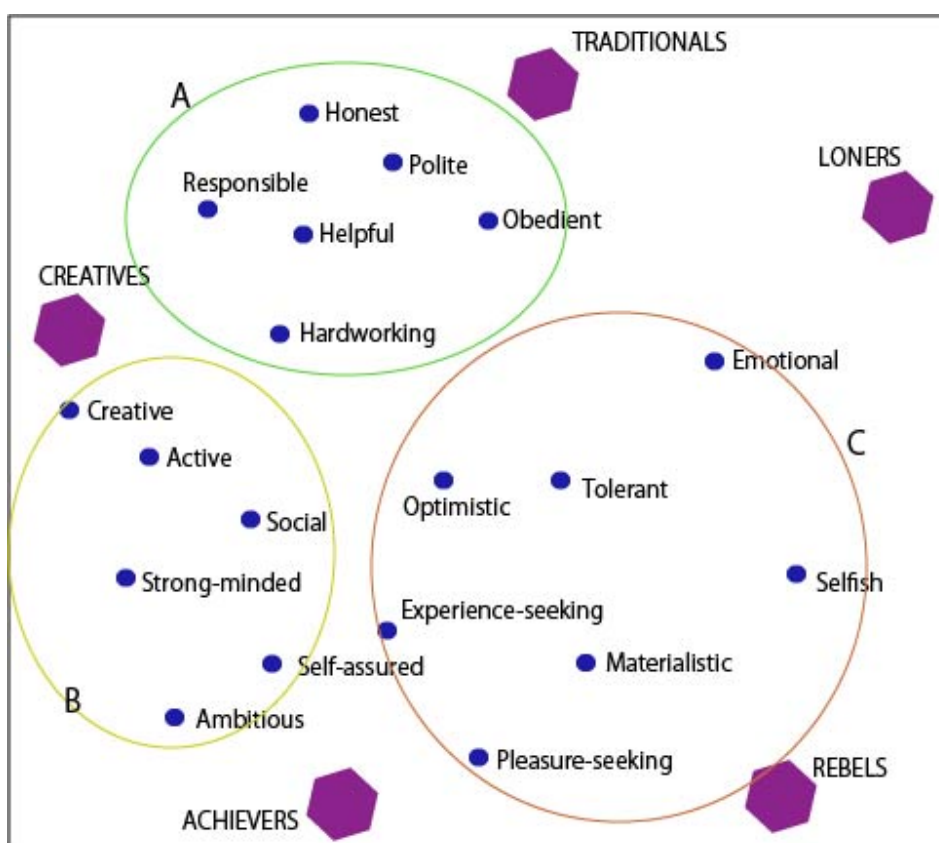 TRADITIONALS
A
Honest
LONERS
Polite
Responsible
Obedient
Helpful
CREATIVES
Hardworking
Emotional
Creative
C
Active
Tolerant
Optimistic
Social
Strong-minded
Selfish
Experience-seeking
Self-assured
Materialistic
B
Ambitious
Pleasure-seeking
REBELS
ACHIEVERS